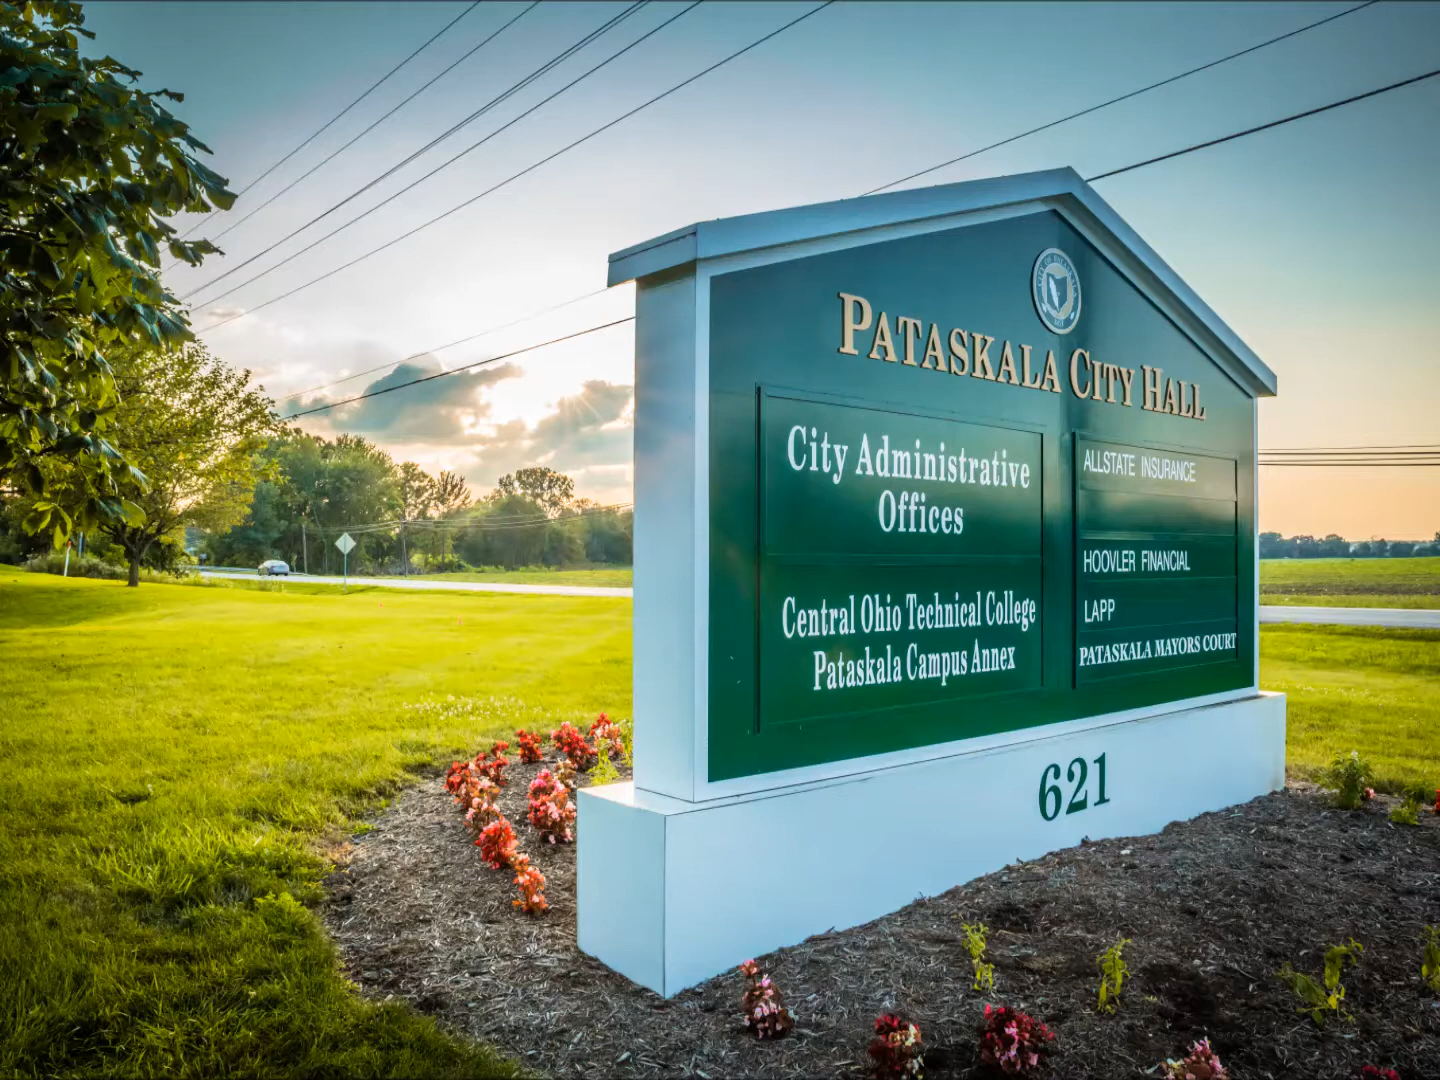 PATASKALA CITY HALL
City Administrative
Offices
Central Ohio Technical College
Pataskala Campus Annex
ALLSTATE INSURANCE
HOOVLER FINANCIAL
LAPP
PATASKALA MAYORS COURT
621